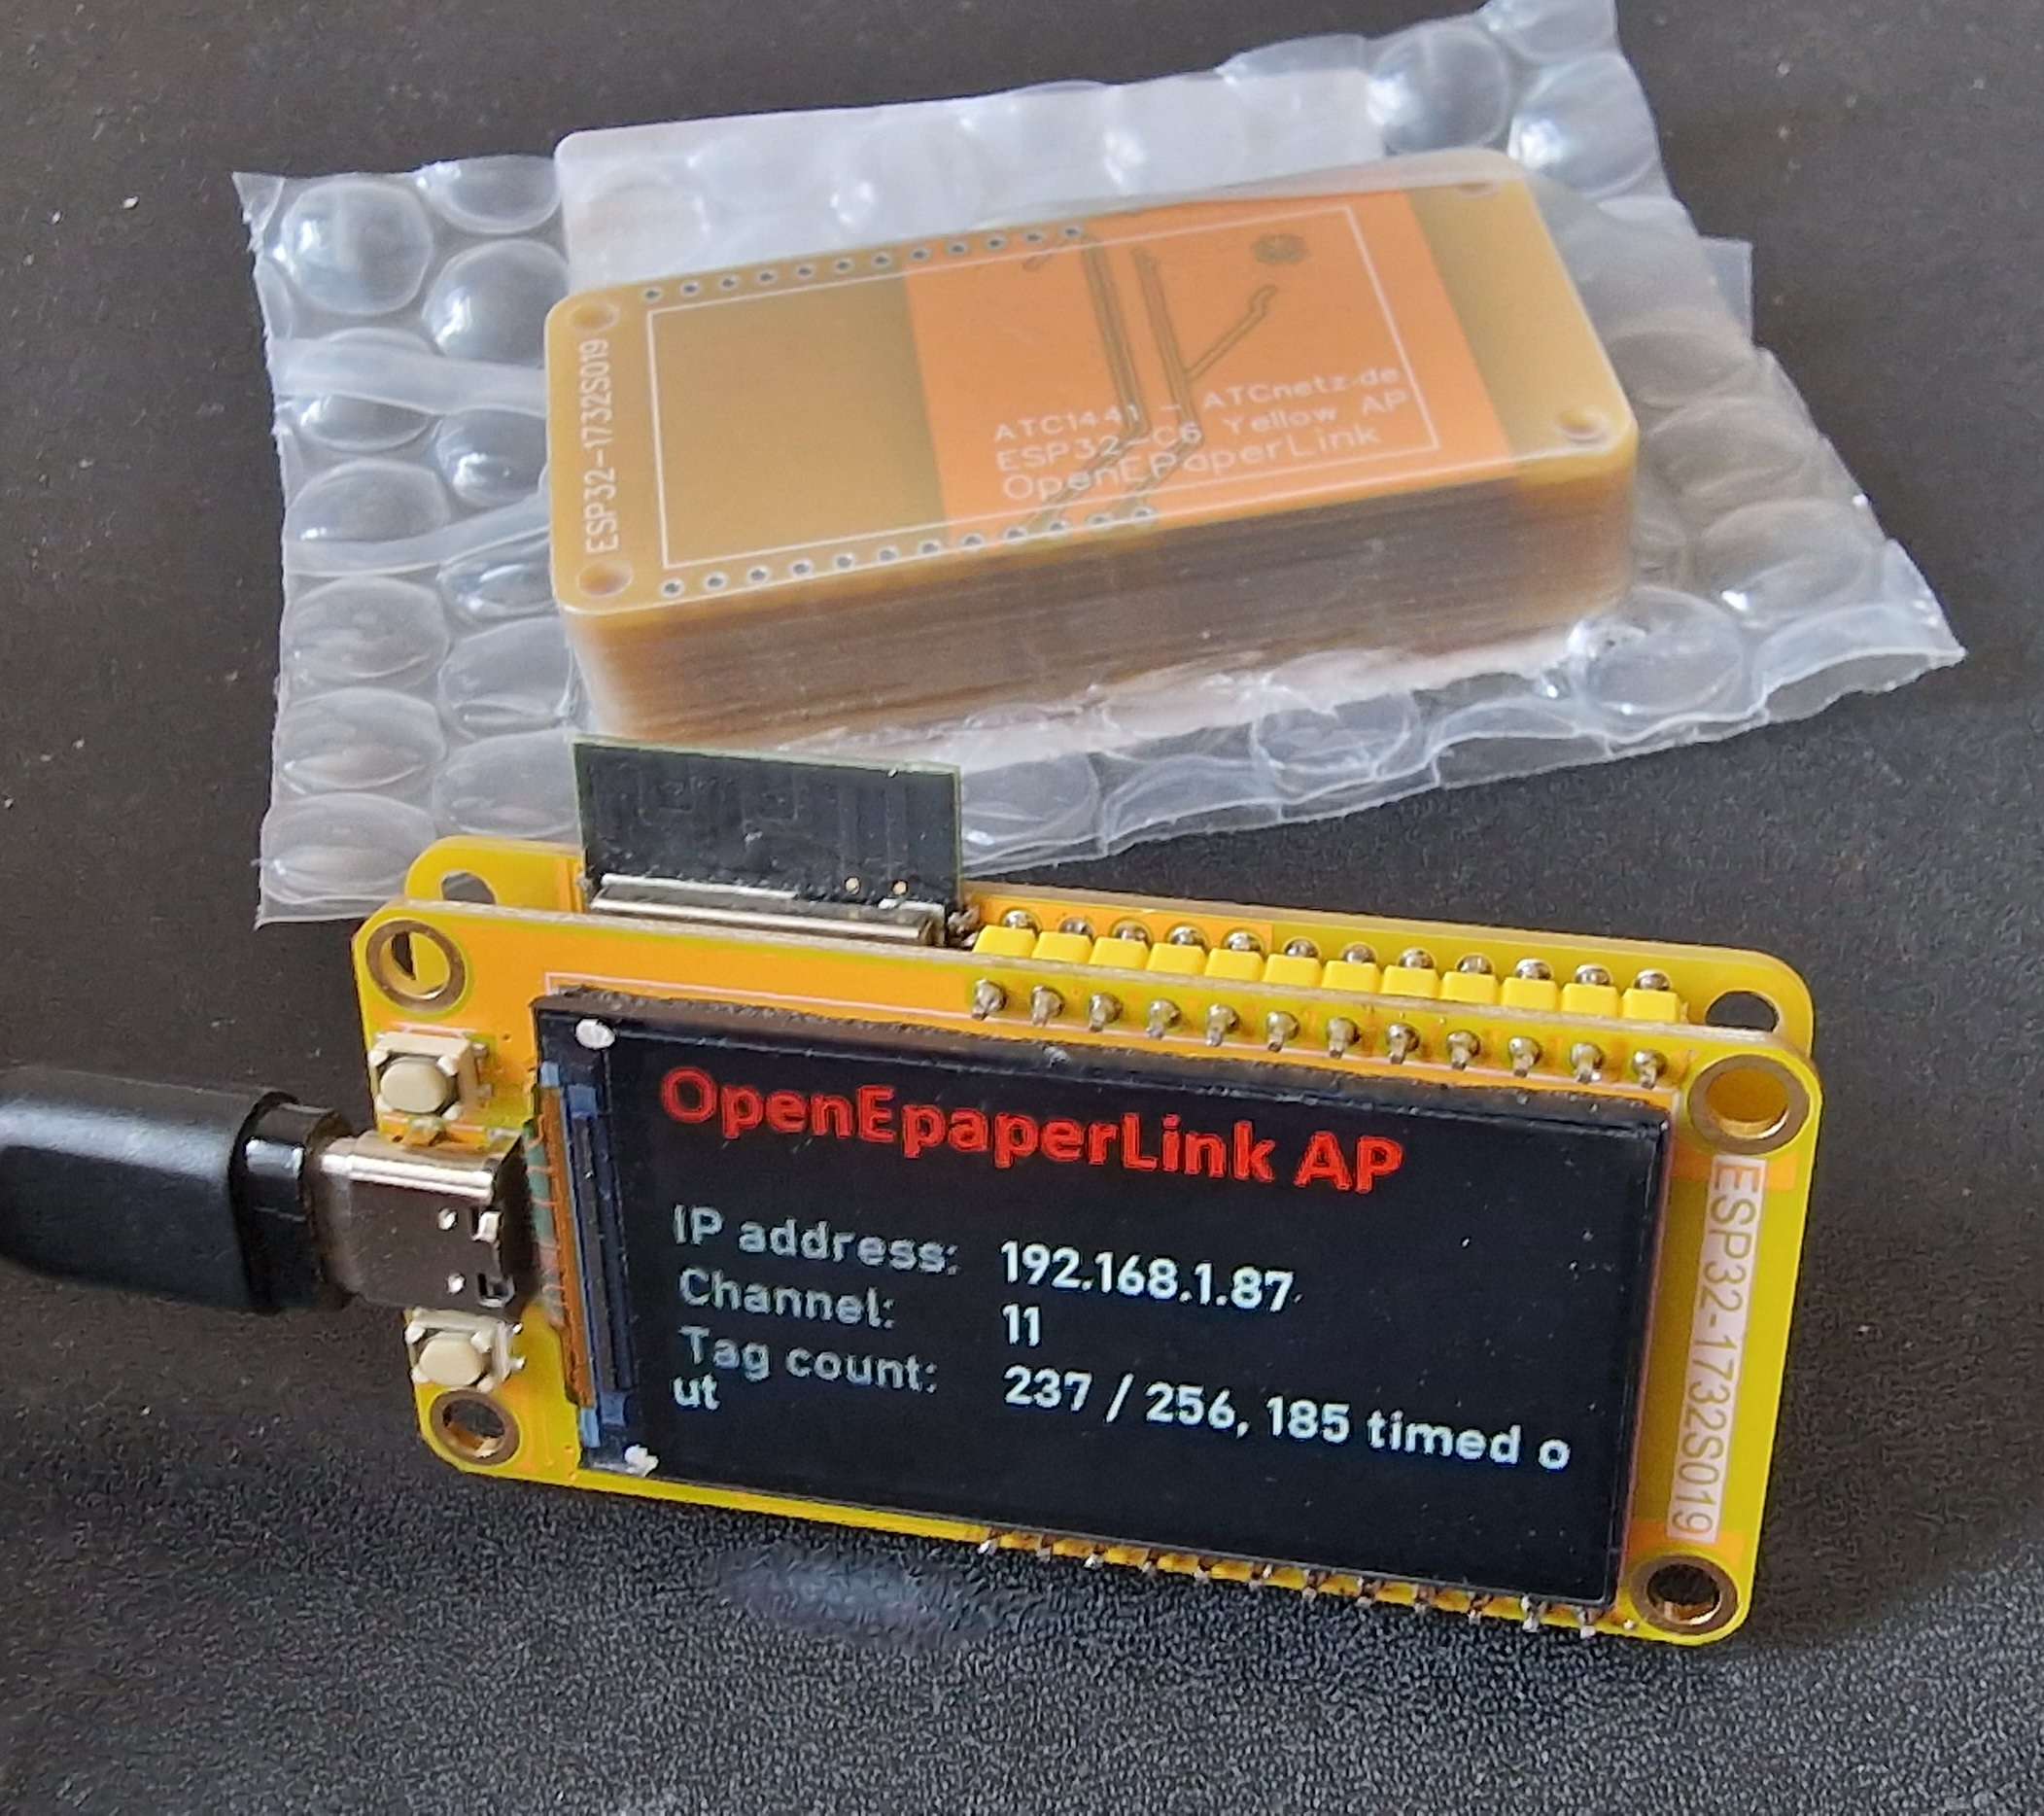 ESP32-1732S019
ATC1441 - ATCnetz.de
ESP32-C6 Yellow AP
OpenEPaperLink
OpenEpaperLink AP
IP address: 192.168.1.87
Channel: 11
Tag count: 237 / 256, 185 timed o
ut
ESP32-1732S019